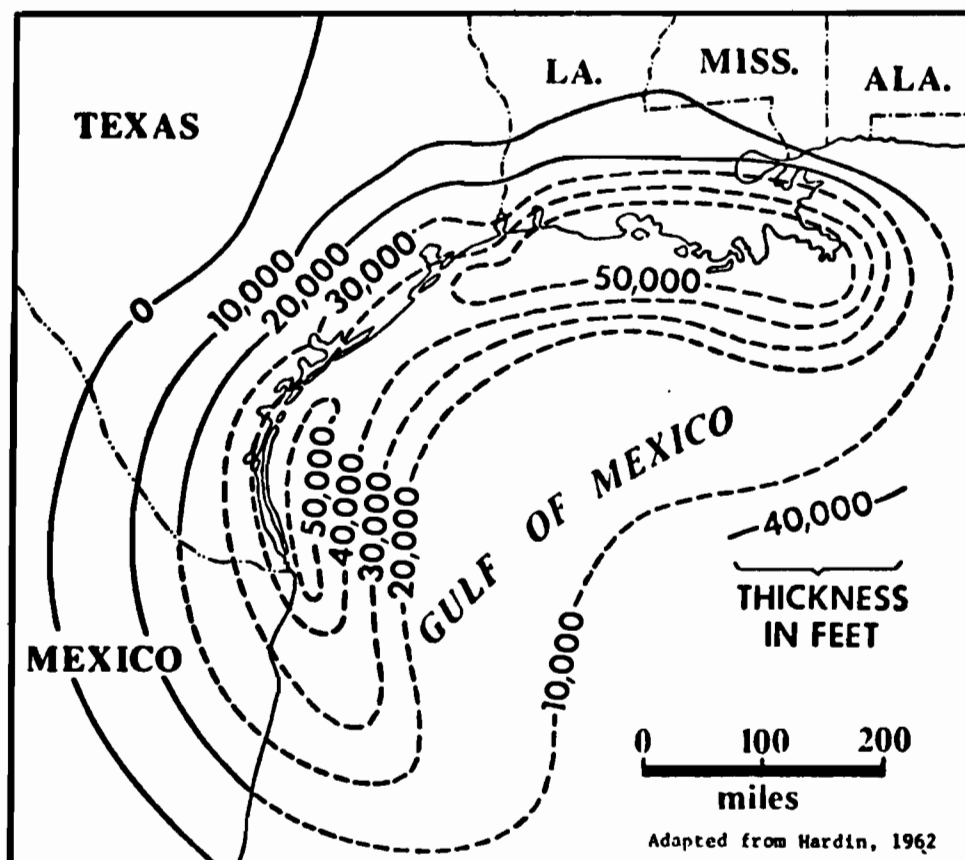 LA.
MISS.
ALA.
TEXAS
0
10,000
20,000
30,000
50,000
50,000
40,000
30,000
20,000
GULF OF MEXICO
10,000
40,000
THICKNESS
IN FEET
MEXICO
0 100 200
miles
Adapted from Hardin, 1962